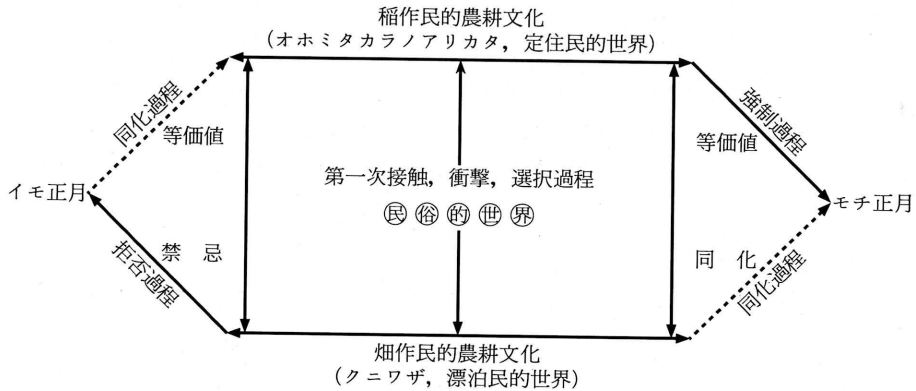 稲作民的農耕文化
(オホミタカラノアリカタ，定住民的世界)
同化過程
等価値
強制過程
等価値
第一次接触，衝撃，選択過程
民俗的世界
イモ正月
モチ正月
禁忌
拒否過程
同化
同化過程
畑作民的農耕文化
(クニワザ，漂泊民的世界)